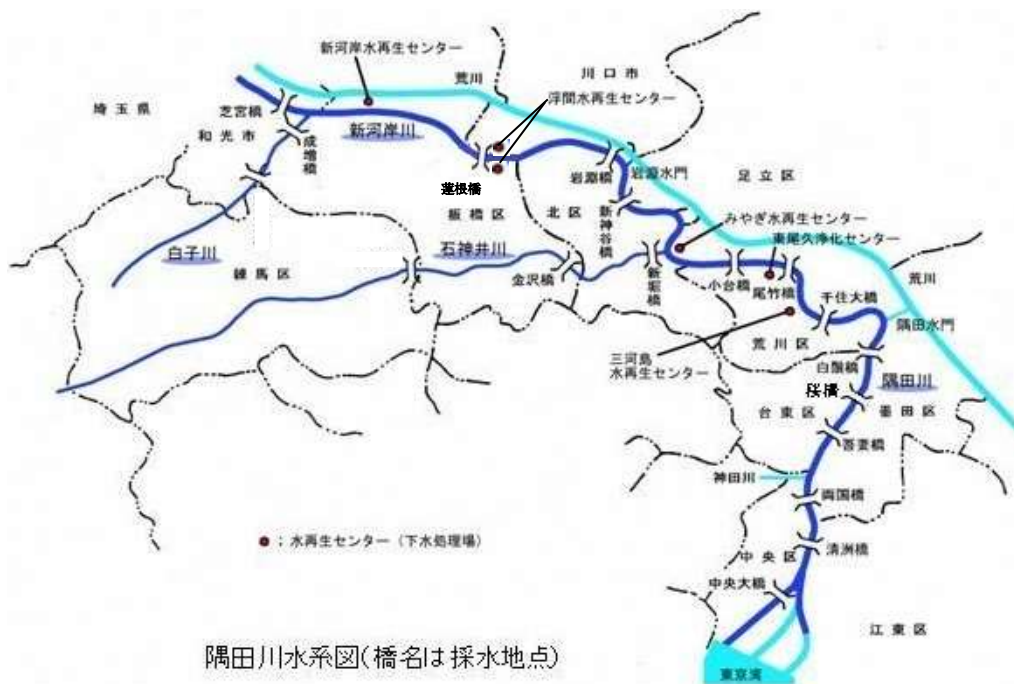 新河岸水再生センター
荒川
川口市
浮間水再生センター
埼玉県
芝宮橋
和光市
成増橋
新河岸川
蓮根橋
岩淵橋
岩淵水門
足立区
板橋区
北区
新神谷橋
みやぎ水再生センター
東尾久浄化センター
白子川
石神井川
練馬区
金沢橋
新堀橋
小台橋
尾竹橋
荒川
千住大橋
隅田水門
荒川区
三河島
水再生センター
白鬚橋
隅田川
桜橋
台東区
墨田区
吾妻橋
神田川
両国橋
●;水再生センター(下水処理場)
中央区
清洲橋
中央大橋
江東区
隅田川水系図(橋名は採水地点)
東京湾